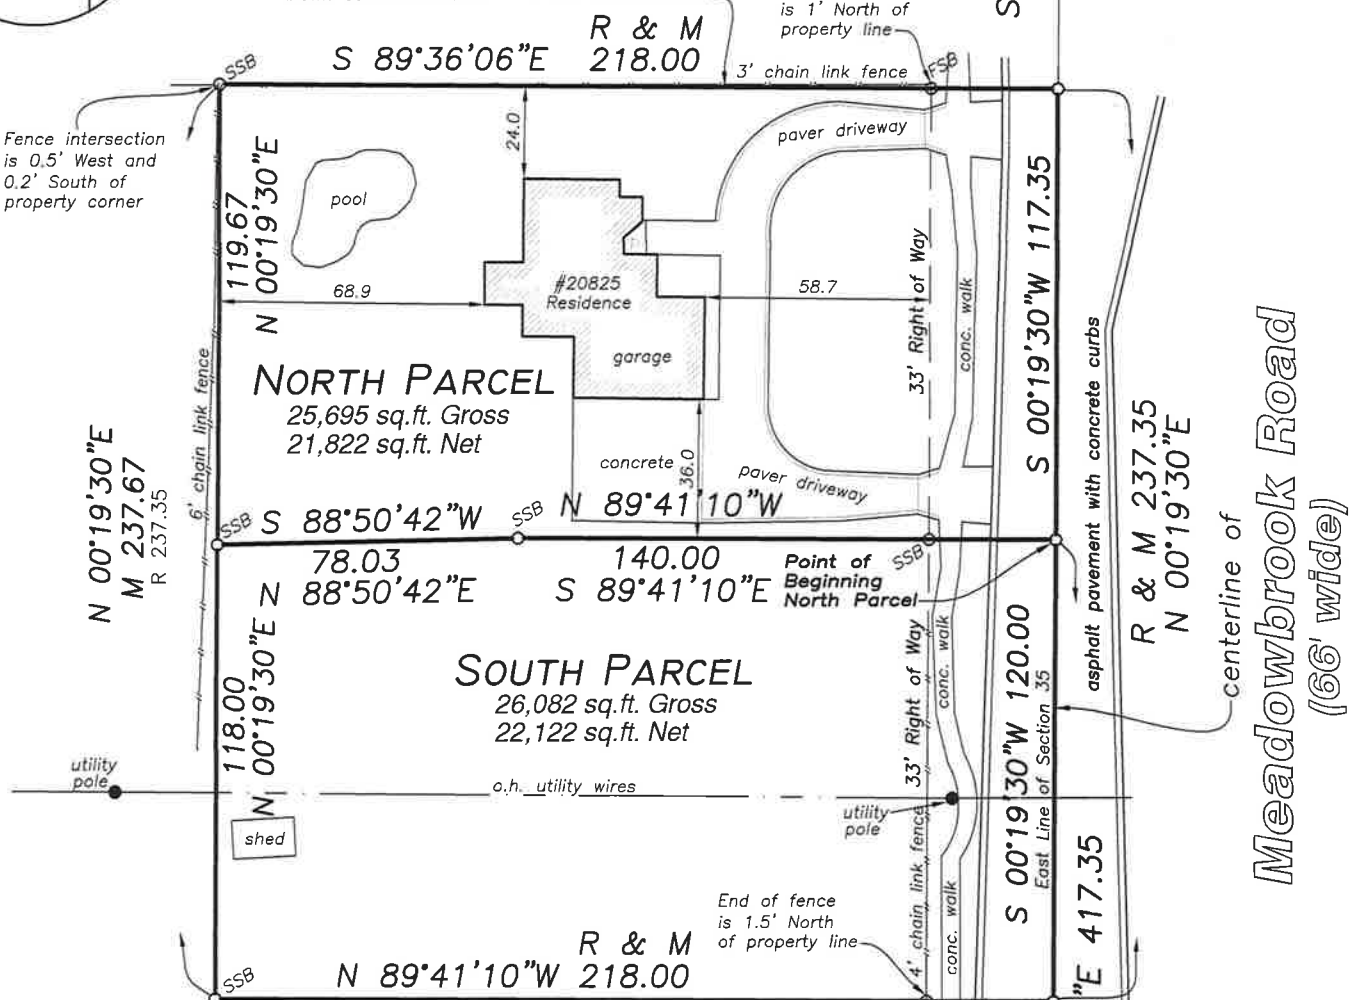 is 1' North of
property line
S
R & M
S 89°36'06"E 218.00
3' chain link fence
SSB
FSB
Fence intersection
is 0.5' West and
0.2' South of
property corner
24.0
paver driveway
pool
119.67
N 00°19'30"E
68.9
#20825
Residence
garage
58.7
33' Right of Way
conc. walk
S 00°19'30"W 117.35
asphalt pavement with concrete curbs
NORTH PARCEL
25,695 sq.ft. Gross
21,822 sq.ft. Net
6' chain link fence
N 00°19'30"E
M 237.67
R 237.35
concrete
36.0
paver driveway
SSB
S 88°50'42"W
SSB
N 89°41'10"W
78.03
140.00
N 88°50'42"E
S 89°41'10"E
SSB
Point of
Beginning
North Parcel
R & M 237.35
N 00°19'30"E
centerline of
Meadowbrook Road
(66' wide)
SOUTH PARCEL
26,082 sq.ft. Gross
22,122 sq.ft. Net
118.00
N 00°19'30"E
33' Right of Way
conc. walk
S 00°19'30"W 120.00
East Line of Section 35
utility
pole
o.h. utility wires
utility
pole
shed
4' chain link fence
conc. walk
"E 417.35
End of fence
is 1.5' North
of property line
R & M
N 89°41'10"W 218.00
SSB